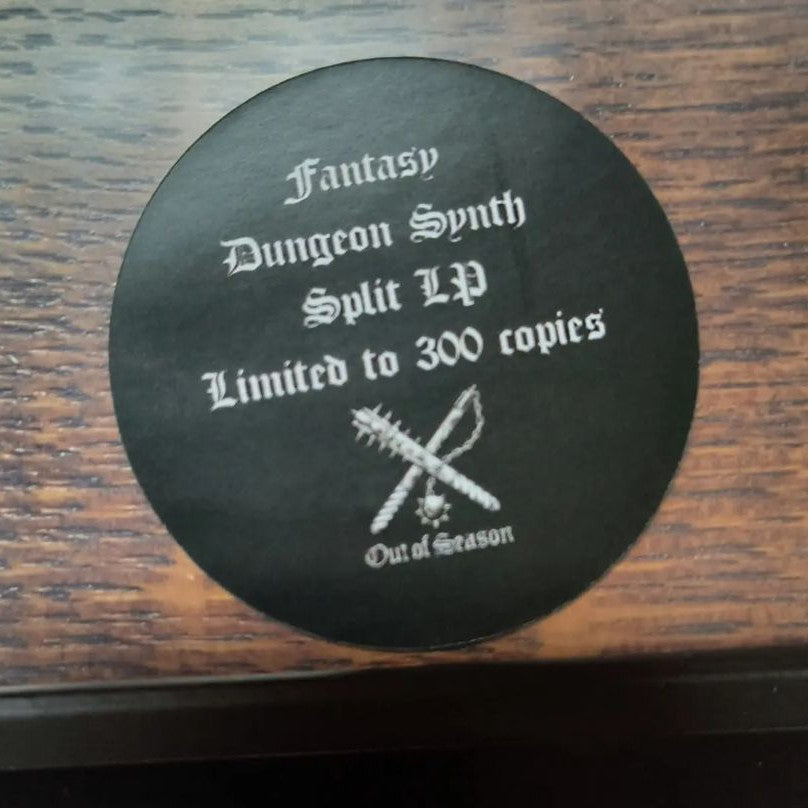 Fantasy
Dungeon Synth
Split LP
Limited to 300 copies
Out of Season